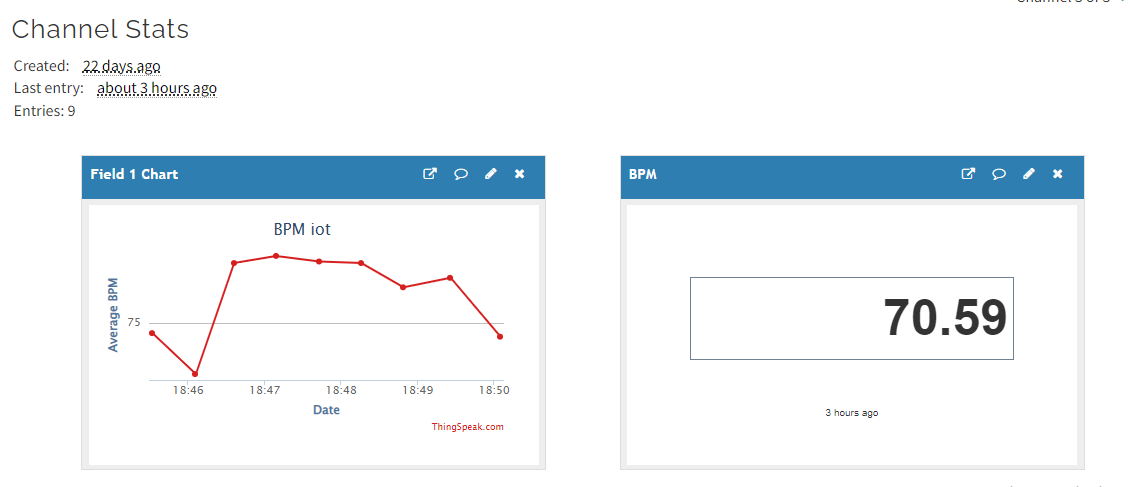 Channel Stats
Created: 22 days ago
Last entry: about 3 hours ago
Entries: 9
Field 1 Chart
BPM iot
Average BPM
75
18:46 18:47 18:48 18:49 18:50
Date
ThingSpeak.com
BPM
70.59
3 hours ago